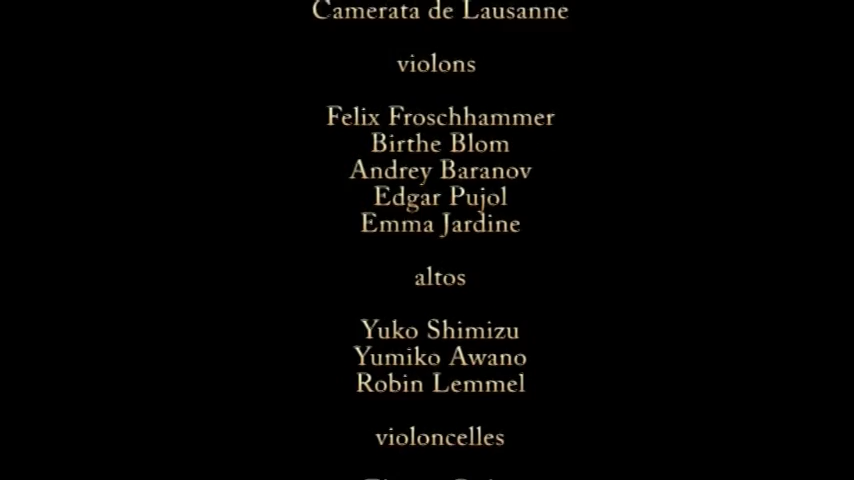 Camerata de Lausanne
violons
Felix Froschhammer
Birthe Blom
Andrey Baranov
Edgar Pujol
Emma Jardine
altos
Yuko Shimizu
Yumiko Awano
Robin Lemmel
violoncelles